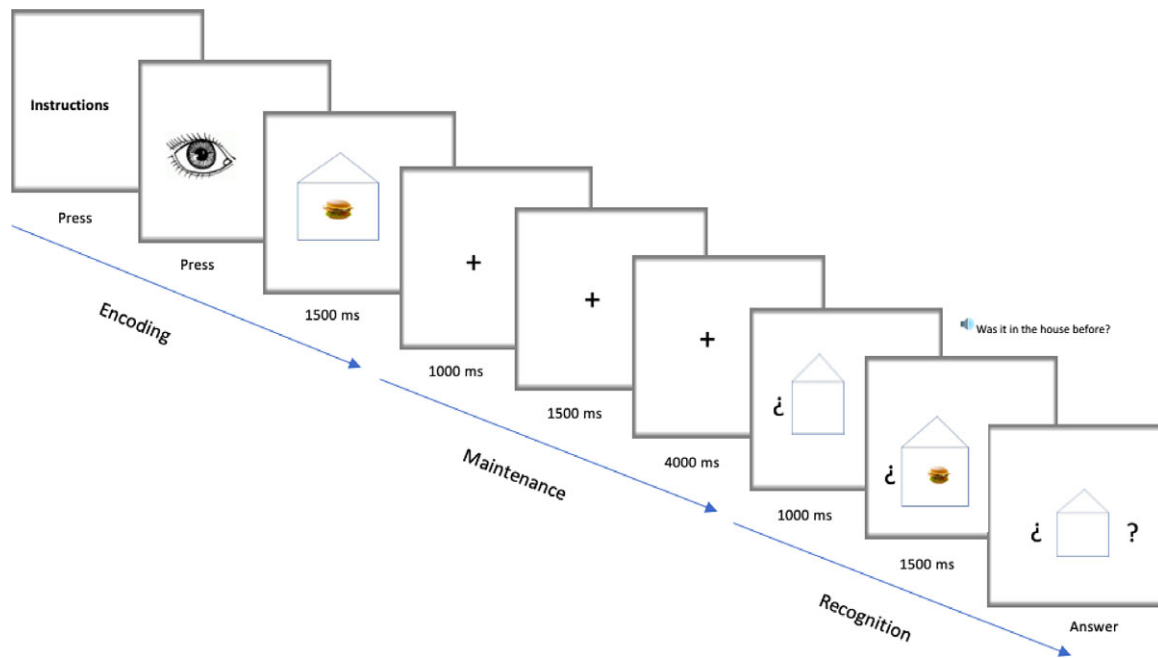 Instructions
Press
Press
Encoding
1500 ms
+
1000 ms
+
1500 ms
+
4000 ms
Maintenance
¿
1000 ms
Was it in the house before?
¿
1500 ms
¿ ?
Answer
Recognition